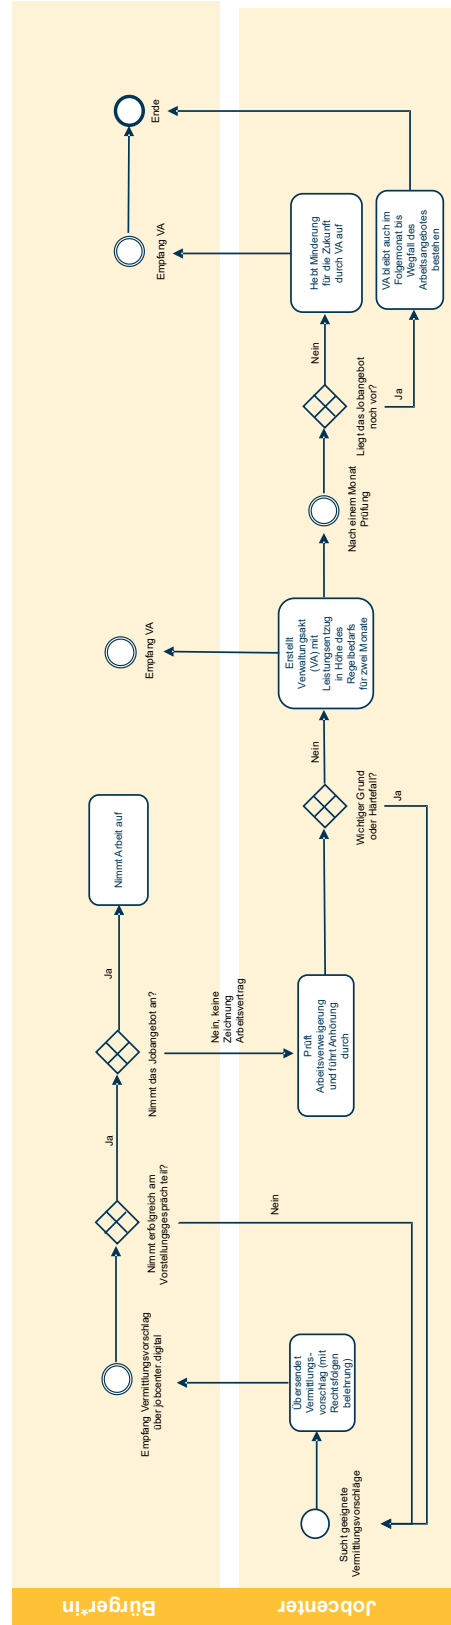 Bürger*in
Jobcenter
Sucht geeignete
Vermittlungsvorschläge
Übersendet
Vermittlungs-
vorschlag (mit
Rechtsfolgen
belehrung)
Empfang Vermittlungsvorschlag
über jobcenter.digital
Nimmt erfolgreich am
Vorstellungsgespräch teil?
Nein
Ja
Nimmt das Jobangebot an?
Ja
Nimmt Arbeit auf
Nein, keine
Zeichnung
Arbeitsvertrag
Prüft
Arbeitsverweigerung
und führt Anhörung
durch
Wichtiger Grund
oder Härtefall?
Ja
Nein
Erstellt
Verwaltungsakt
(VA) mit
Leistungsentzug
in Höhe des
Regelbedarfs
für zwei Monate
Empfang VA
Nach einem Monat
Prüfung
Liegt das Jobangebot
noch vor?
Nein
Ja
Hebt Minderung
für die Zukunft
durch VA auf
VA bleibt auch im
Folgemonat bis
Wegfall des
Arbeitsangebotes
bestehen
Empfang VA
Ende